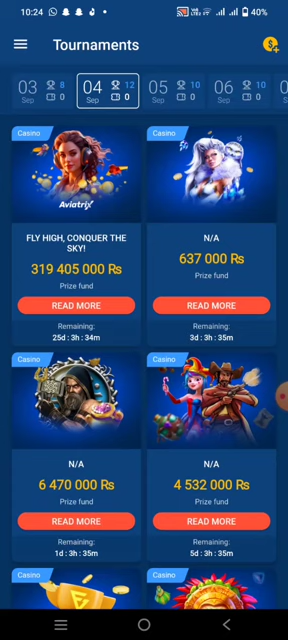 10:24
40%
Tournaments
03 8
Sep 0
04 12
Sep 0
05 10
Sep 0
06 10
Sep 0
Casino
Casino
Aviatrix
FLY HIGH, CONQUER THE
SKY!
319 405 000 ₨
Prize fund
READ MORE
Remaining:
25d : 3h : 34m
N/A
637 000 ₨
Prize fund
READ MORE
Remaining:
3d : 3h : 35m
Casino
Casino
N/A
6 470 000 ₨
Prize fund
READ MORE
Remaining:
1d : 3h : 35m
N/A
4 532 000 ₨
Prize fund
READ MORE
Remaining:
5d : 3h : 35m
Casino
Casino